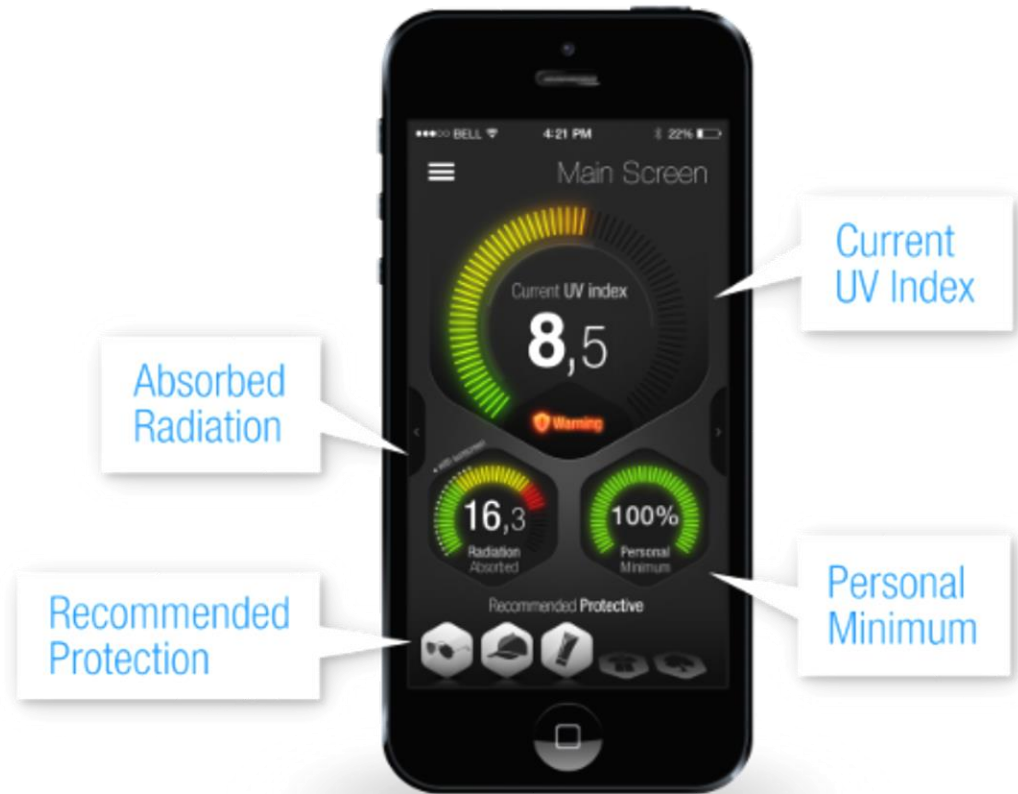 BELL 4:21 PM 22%
Main Screen
Current UV index
8,5
Warning
16,3
Radiation
Absorbed
100%
Personal
Minimum
Recommended Protective
Current
UV Index
Absorbed
Radiation
Personal
Minimum
Recommended
Protection